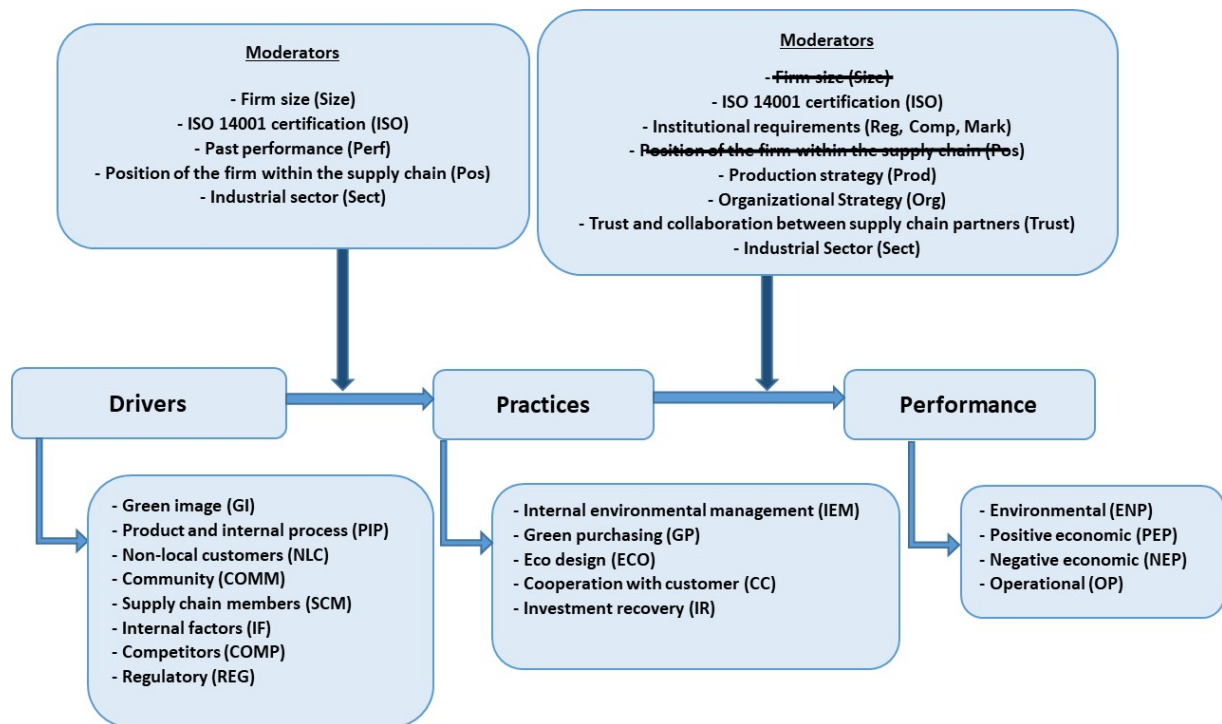 Moderators
- Firm size (Size)
- ISO 14001 certification (ISO)
- Past performance (Perf)
- Position of the firm within the supply chain (Pos)
- Industrial sector (Sect)
Moderators
- Firm size (Size)
- ISO 14001 certification (ISO)
- Institutional requirements (Reg, Comp, Mark)
- Position of the firm within the supply chain (Pos)
- Production strategy (Prod)
- Organizational Strategy (Org)
- Trust and collaboration between supply chain partners (Trust)
- Industrial Sector (Sect)
Drivers
Practices
Performance
- Green image (GI)
- Product and internal process (PIP)
- Non-local customers (NLC)
- Community (COMM)
- Supply chain members (SCM)
- Internal factors (IF)
- Competitors (COMP)
- Regulatory (REG)
- Internal environmental management (IEM)
- Green purchasing (GP)
- Eco design (ECO)
- Cooperation with customer (CC)
- Investment recovery (IR)
- Environmental (ENP)
- Positive economic (PEP)
- Negative economic (NEP)
- Operational (OP)